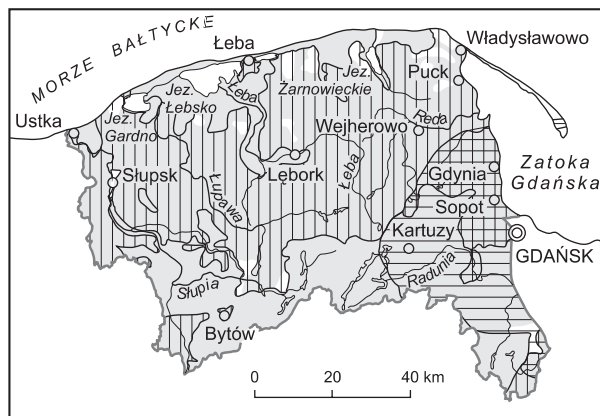 MORZE BAŁTYCKE
Łeba
Władysławowo
Jez.
Żarnowieckie
Puck
Jez.
Łebsko
Łeba
Ustka
Jez.
Gardno
Reda
Wejherowo
Zatoka
Gdańska
Słupsk
Łupawa
Lębork
Łeba
Gdynia
Sopot
Kartuzy
GDAŃSK
Radunia
Słupia
Bytów
0 20 40 km